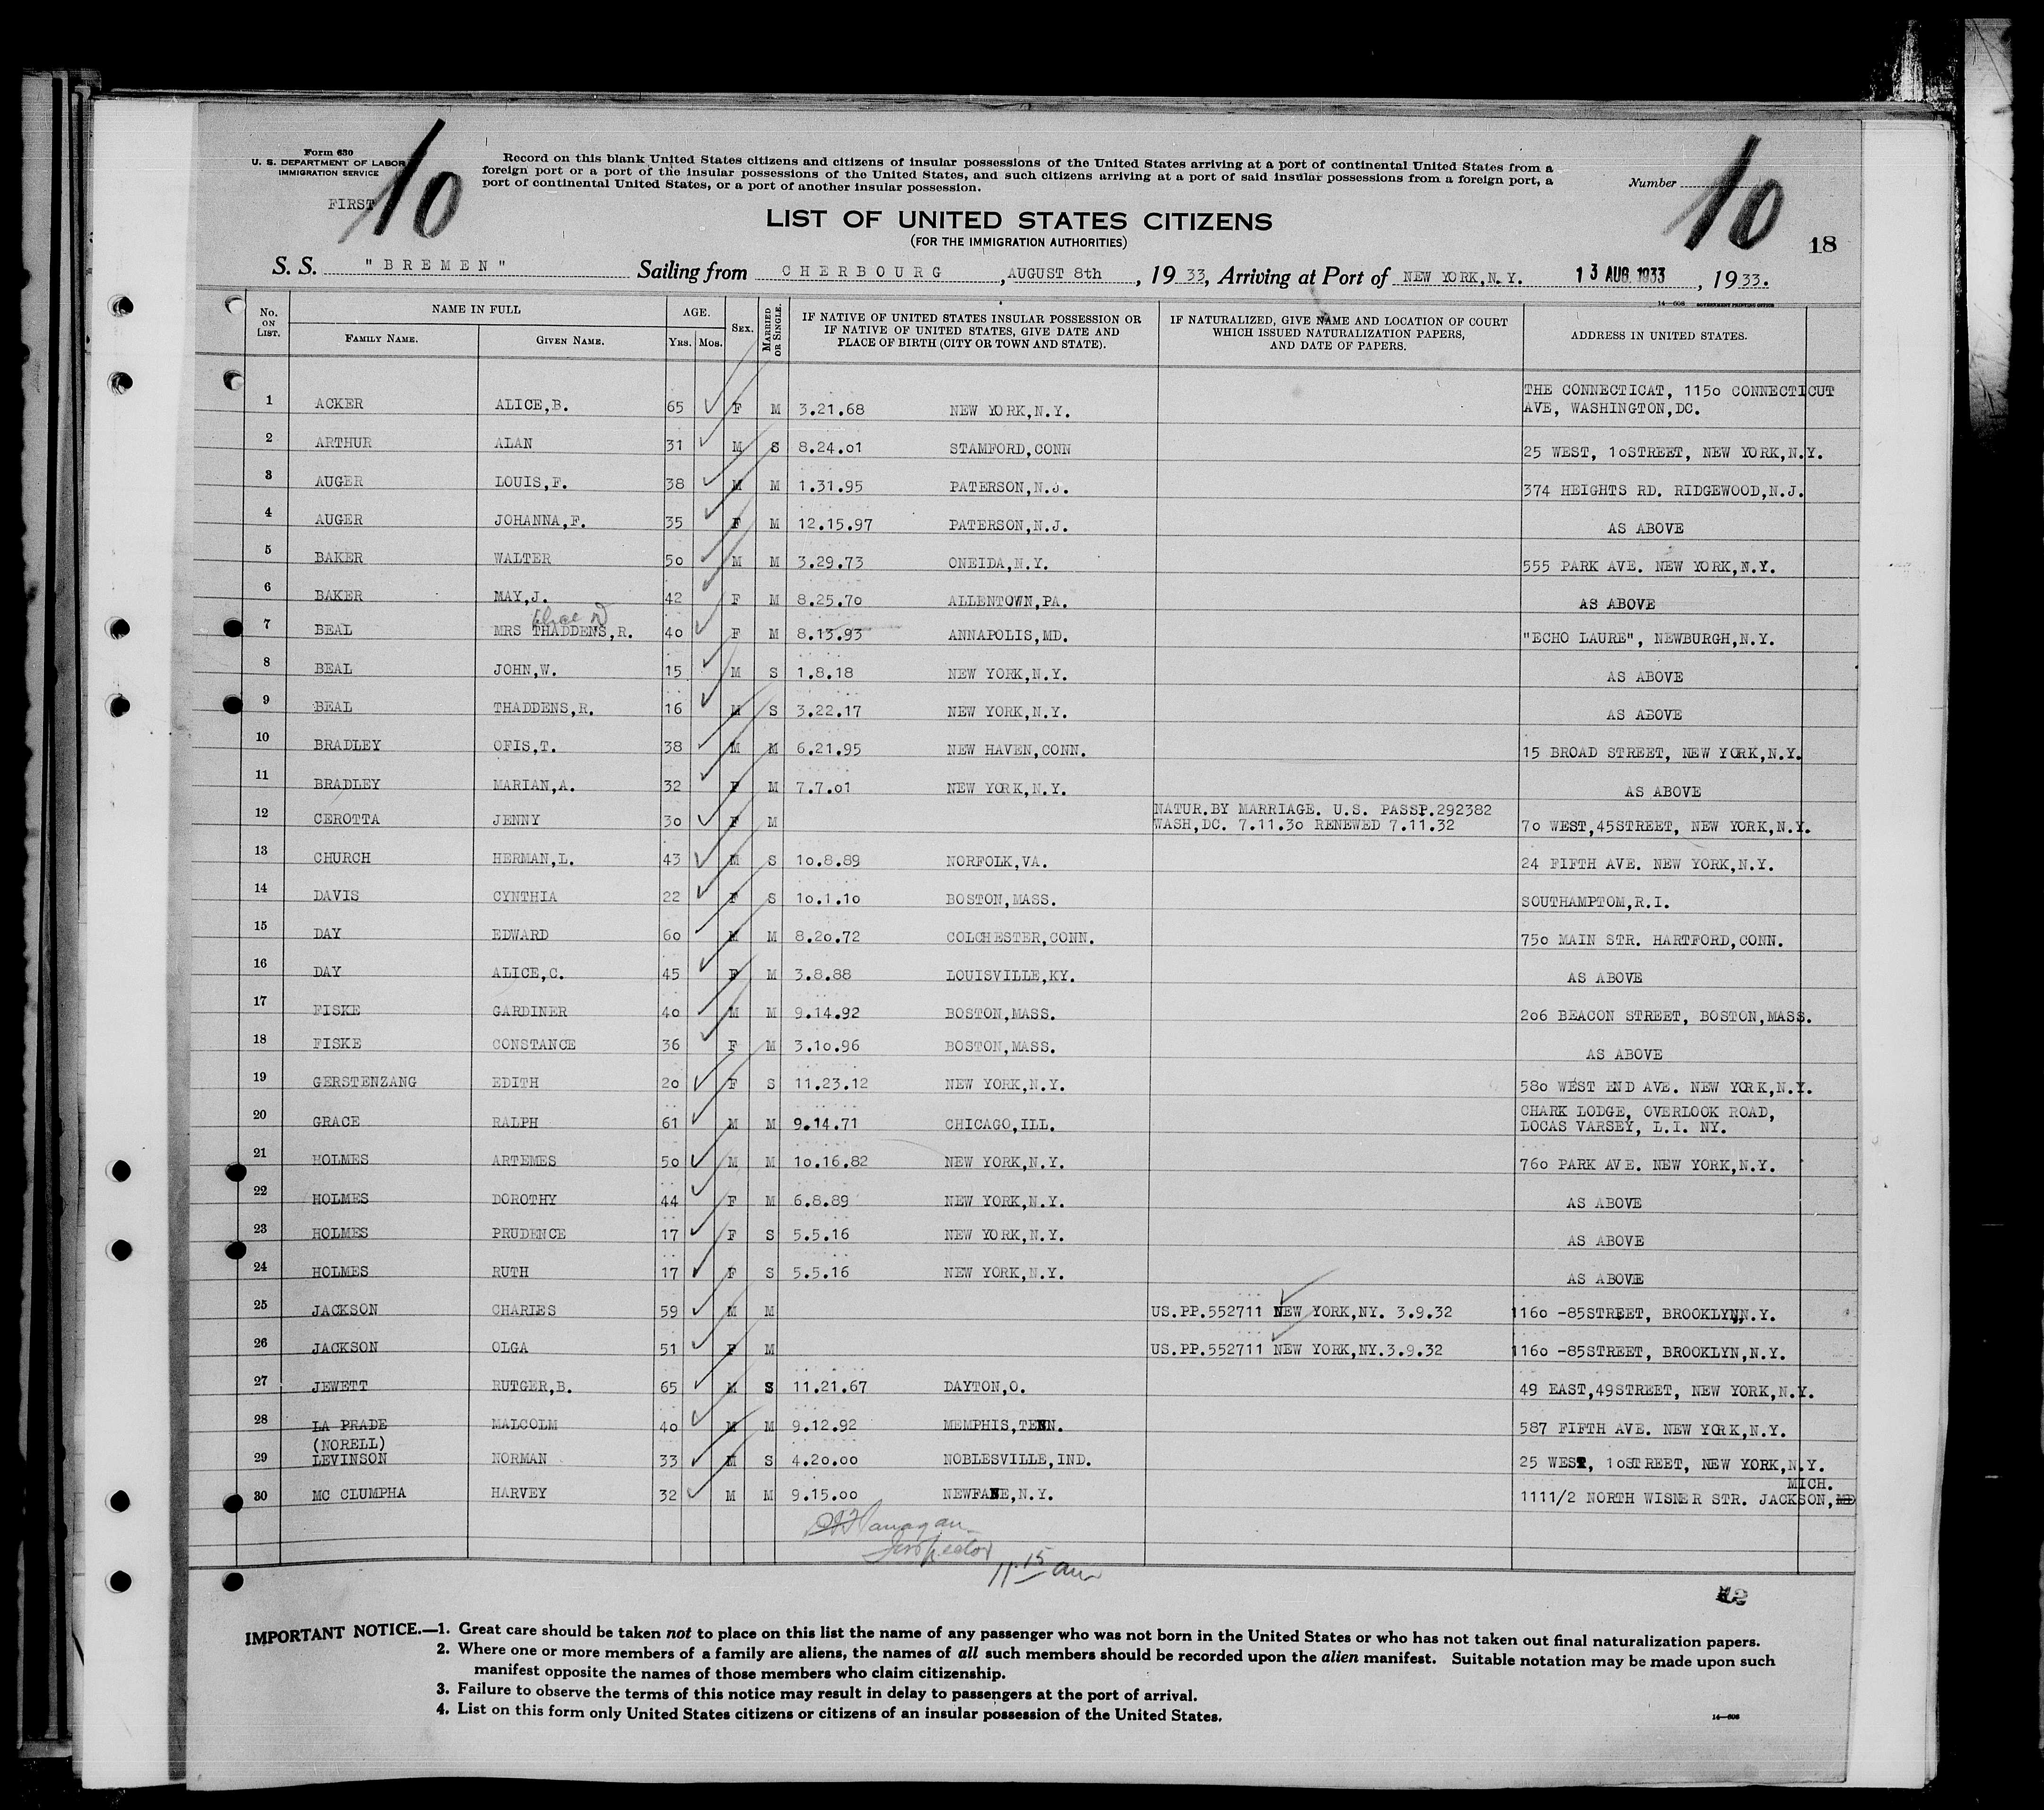 Form 630
U. S. DEPARTMENT OF LABOR
IMMIGRATION SERVICE
FIRST
10
Record on this blank United States citizens and citizens of insular possessions of the United States arriving at a port of continental United States from a
foreign port or a port of the insular possessions of the United States, and such citizens arriving at a port of said insular possessions from a foreign port, a
port of continental United States, or a port of another insular possession.
Number
10
18
LIST OF UNITED STATES CITIZENS
(FOR THE IMMIGRATION AUTHORITIES)
S. S. "BREMEN" Sailing from CHERBOURG, AUGUST 8th, 1933, Arriving at Port of NEW YORK,N.Y. 13 AUG 1933, 1933.
14—608 GOVERNMENT PRINTING OFFICE
No. ON LIST. NAME IN FULL FAMILY NAME. GIVEN NAME. AGE. YRS. MOS. SEX. MARRIED OR SINGLE. IF NATIVE OF UNITED STATES INSULAR POSSESSION OR IF NATIVE OF UNITED STATES, GIVE DATE AND PLACE OF BIRTH (CITY OR TOWN AND STATE). IF NATURALIZED, GIVE NAME AND LOCATION OF COURT WHICH ISSUED NATURALIZATION PAPERS, AND DATE OF PAPERS. ADDRESS IN UNITED STATES.
1 ACKER ALICE,B. 65 F M 3.21.68 NEW YORK,N.Y. THE CONNECTICAT, 1150 CONNECTICUT
AVE, WASHINGTON,DC.
2 ARTHUR ALAN 31 M S 8.24.01 STAMFORD,CONN 25 WEST, 10STREET, NEW YORK,N.Y.
3 AUGER LOUIS,F. 38 M M 1.31.95 PATERSON,N.J. 374 HEIGHTS RD. RIDGEWOOD,N.J.
4 AUGER JOHANNA,F. 35 F M 12.15.97 PATERSON,N.J. AS ABOVE
5 BAKER WALTER 50 M M 3.29.73 ONEIDA,N.Y. 555 PARK AVE. NEW YORK,N.Y.
6 BAKER MAY,J. 42 F M 8.25.70 ALLENTOWN,PA. AS ABOVE
Alice D
7 BEAL MRS THADDENS,R. 40 F M 8.13.93 ANNAPOLIS,MD. "ECHO LAURE", NEWBURGH,N.Y.
8 BEAL JOHN,W. 15 M S 1.8.18 NEW YORK,N.Y. AS ABOVE
9 BEAL THADDENS,R. 16 M S 3.22.17 NEW YORK,N.Y. AS ABOVE
10 BRADLEY OFIS,T. 38 M M 6.21.95 NEW HAVEN,CONN. 15 BROAD STREET, NEW YORK,N.Y.
11 BRADLEY MARIAN,A. 32 F M 7.7.01 NEW YORK,N.Y. AS ABOVE
NATUR.BY MARRIAGE. U.S. PASSP.292382
12 CEROTTA JENNY 30 F M WASH,DC. 7.11.30 RENEWED 7.11.32 70 WEST,45STREET, NEW YORK,N.Y.
13 CHURCH HERMAN,L. 43 M S 10.8.89 NORFOLK,VA. 24 FIFTH AVE. NEW YORK,N.Y.
14 DAVIS CYNTHIA 22 F S 10.1.10 BOSTON,MASS. SOUTHAMPTOM,R.I.
15 DAY EDWARD 60 M M 8.20.72 COLCHESTER,CONN. 750 MAIN STR. HARTFORD,CONN.
16 DAY ALICE,C. 45 F M 3.8.88 LOUISVILLE,KY. AS ABOVE
17 FISKE GARDINER 40 M M 9.14.92 BOSTON,MASS. 206 BEACON STREET, BOSTON,MASS.
18 FISKE CONSTANCE 36 F M 3.10.96 BOSTON,MASS. AS ABOVE
19 GERSTENZANG EDITH 20 F S 11.23.12 NEW YORK,N.Y. 580 WEST END AVE. NEW YORK,N.Y.
20 GRACE RALPH 61 M M 9.14.71 CHICAGO,ILL. CHARK LODGE, OVERLOOK ROAD,
LOCAS VARSEY, L.I. NY.
21 HOLMES ARTEMES 50 M M 10.16.82 NEW YORK,N.Y. 760 PARK AVE. NEW YORK,N.Y.
22 HOLMES DOROTHY 44 F M 6.8.89 NEW YORK,N.Y. AS ABOVE
23 HOLMES PRUDENCE 17 F S 5.5.16 NEW YORK,N.Y. AS ABOVE
24 HOLMES RUTH 17 F S 5.5.16 NEW YORK,N.Y. AS ABOVE
25 JACKSON CHARIES 59 M M US.PP.552711 NEW YORK,NY. 3.9.32 1160 -85STREET, BROOKLYN,N.Y.
26 JACKSON OLGA 51 F M US.PP.552711 NEW YORK,NY.3.9.32 1160 -85STREET, BROOKLYN,N.Y.
27 JEWETT RUTGER,B. 65 M S 11.21.67 DAYTON,O. 49 EAST,49STREET, NEW YORK,N.Y.
28 LA PRADE MALCOLM 40 M M 9.12.92 MEMPHIS,TENN. 587 FIFTH AVE. NEW YORK,N.Y.
(NORELL)
29 LEVINSON NORMAN 33 M S 4.20.00 NOBLESVILLE,IND. 25 WEST, 10STREET, NEW YORK,N.Y.
MICH.
30 MC CLUMPHA HARVEY 32 M M 9.15.00 NEWFANE,N.Y. 1111/2 NORTH WISNER STR. JACKSON,MD
Flanagan
Inspector
11.15 am
IMPORTANT NOTICE.—1. Great care should be taken not to place on this list the name of any passenger who was not born in the United States or who has not taken out final naturalization papers.
2. Where one or more members of a family are aliens, the names of all such members should be recorded upon the alien manifest. Suitable notation may be made upon such
manifest opposite the names of those members who claim citizenship.
3. Failure to observe the terms of this notice may result in delay to passengers at the port of arrival.
4. List on this form only United States citizens or citizens of an insular possession of the United States.
14—608